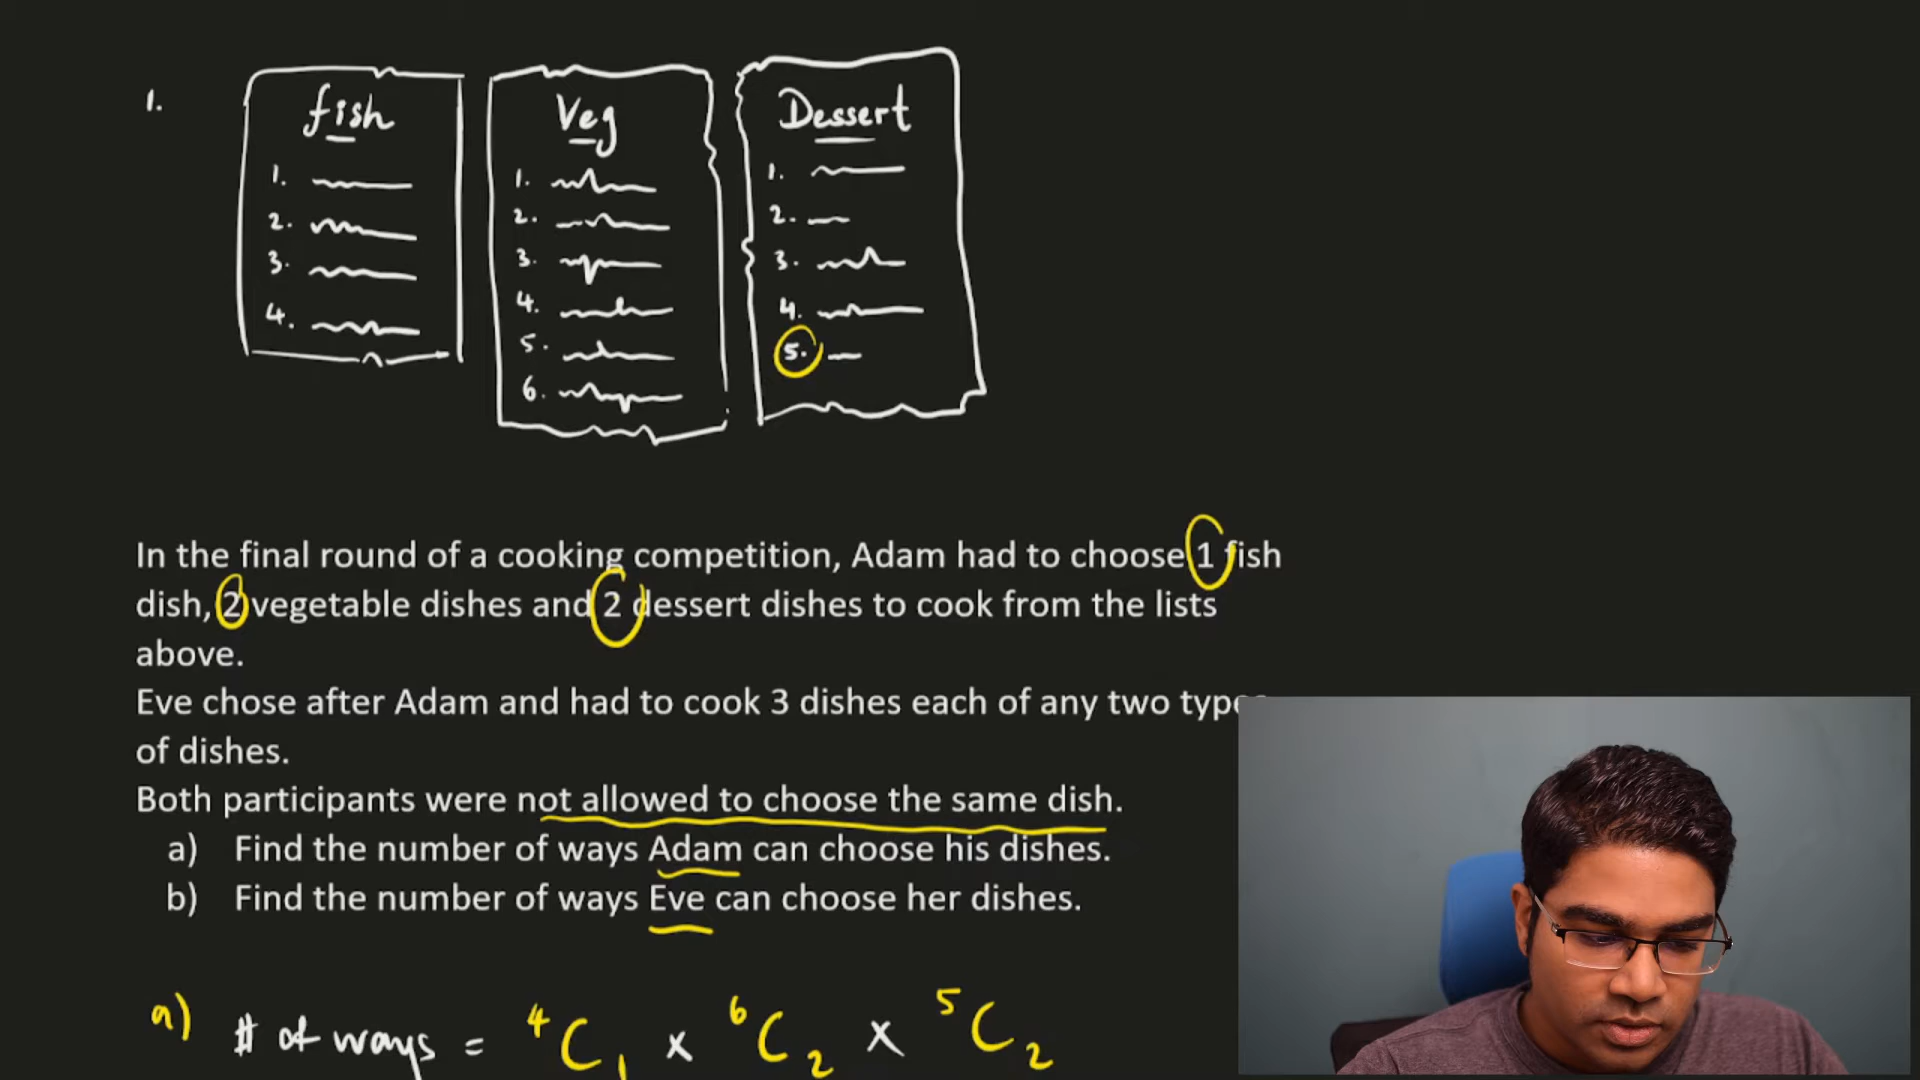 1.
fish
1.
2.
3.
4.
Veg
1.
2.
3.
4.
5.
6.
Dessert
1.
2.
3.
4.
5.
In the final round of a cooking competition, Adam had to choose 1 fish
dish, 2 vegetable dishes and 2 dessert dishes to cook from the lists
above.
Eve chose after Adam and had to cook 3 dishes each of any two types
of dishes.
Both participants were not allowed to choose the same dish.
a) Find the number of ways Adam can choose his dishes.
b) Find the number of ways Eve can choose her dishes.
a) # of ways = ⁴C₁ x ⁶C₂ x ⁵C₂